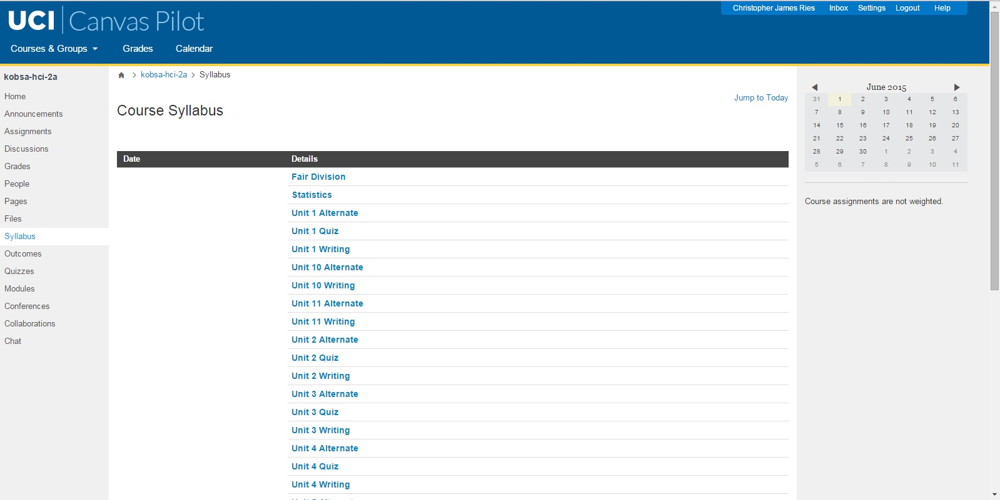 UCI Canvas Pilot
Christopher James Ries Inbox Settings Logout Help
Courses & Groups Grades Calendar
kobsa-hci-2a
Home
Announcements
Assignments
Discussions
Grades
People
Pages
Files
Syllabus
Outcomes
Quizzes
Modules
Conferences
Collaborations
Chat
kobsa-hci-2a Syllabus
Jump to Today
Course Syllabus
Date Details
Fair Division
Statistics
Unit 1 Alternate
Unit 1 Quiz
Unit 1 Writing
Unit 10 Alternate
Unit 10 Writing
Unit 11 Alternate
Unit 11 Writing
Unit 2 Alternate
Unit 2 Quiz
Unit 2 Writing
Unit 3 Alternate
Unit 3 Quiz
Unit 3 Writing
Unit 4 Alternate
Unit 4 Quiz
Unit 4 Writing
June 2015
31 1 2 3 4 5 6
7 8 9 10 11 12 13
14 15 16 17 18 19 20
21 22 23 24 25 26 27
28 29 30 1 2 3 4
5 6 7 8 9 10 11
Course assignments are not weighted.